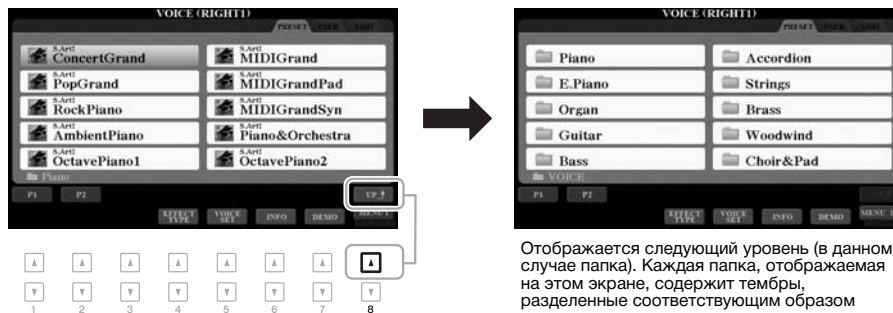 VOICE (RIGHT1)
PRESET USER USB1
S.Art!
ConcertGrand
S.Art!
MIDIGrand
S.Art!
PopGrand
S.Art!
MIDIGrandPad
S.Art!
RockPiano
S.Art!
MIDIGrandSyn
S.Art!
AmbientPiano
S.Art!
Piano&Orchestra
S.Art!
OctavePiano1
S.Art!
OctavePiano2
Piano
P1 P2 UP
EFFECT TYPE VOICE SET INFO DEMO MENU 1
1 2 3 4 5 6 7 8
VOICE (RIGHT1)
PRESET USER USB1
Piano Accordion
E.Piano Strings
Organ Brass
Guitar Woodwind
Bass Choir&Pad
VOICE
P1 P2
EFFECT TYPE VOICE SET INFO DEMO MENU
Отображается следующий уровень (в данном
случае папка). Каждая папка, отображаемая
на этом экране, содержит тембры,
разделенные соответствующим образом